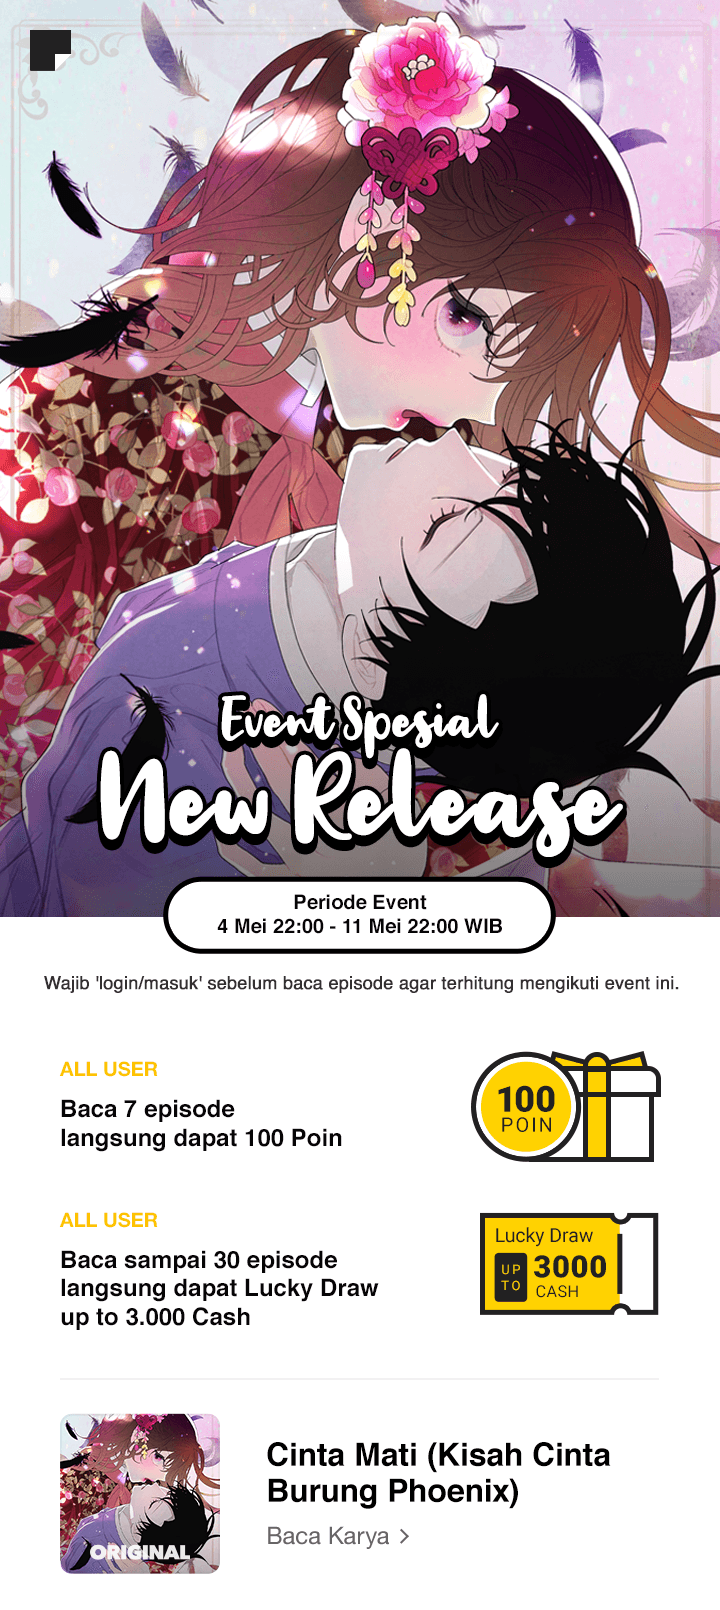 Event Spesial
New Release
Periode Event
4 Mei 22:00 - 11 Mei 22:00 WIB
Wajib 'login/masuk' sebelum baca episode agar terhitung mengikuti event ini.
ALL USER
Baca 7 episode
langsung dapat 100 Poin
100
POIN
ALL USER
Baca sampai 30 episode
langsung dapat Lucky Draw
up to 3.000 Cash
Lucky Draw
UP TO 3000
CASH
ORIGINAL
Cinta Mati (Kisah Cinta
Burung Phoenix)
Baca Karya >